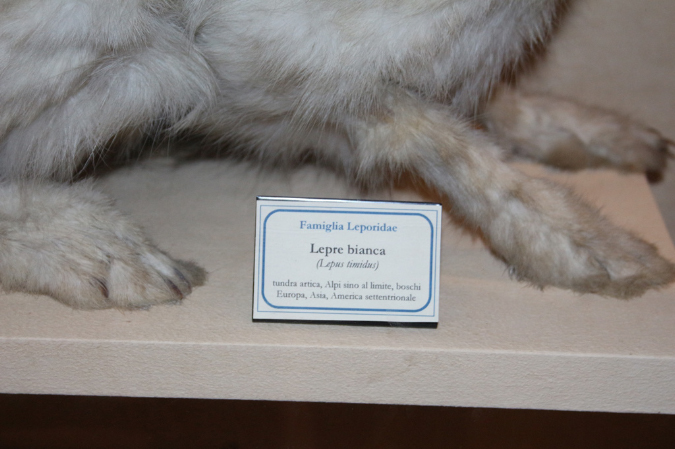 Famiglia Leporidae
Lepre bianca
(Lepus timidus)
tundra artica, Alpi sino al limite, boschi
Europa, Asia, America settentrionale